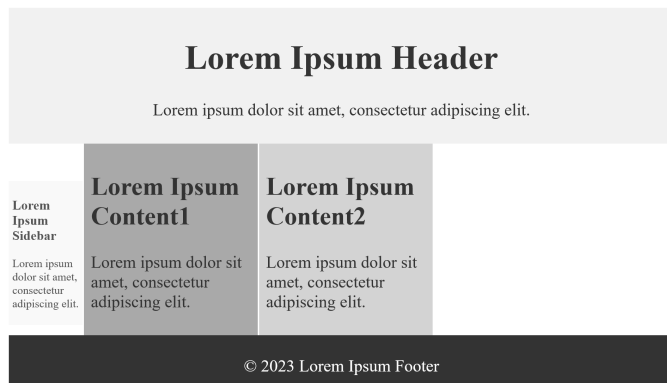 Lorem Ipsum Header
Lorem ipsum dolor sit amet, consectetur adipiscing elit.
Lorem
Ipsum
Sidebar
Lorem ipsum
dolor sit amet,
consectetur
adipiscing elit.
Lorem Ipsum
Content1
Lorem ipsum dolor sit
amet, consectetur
adipiscing elit.
Lorem Ipsum
Content2
Lorem ipsum dolor sit
amet, consectetur
adipiscing elit.
© 2023 Lorem Ipsum Footer